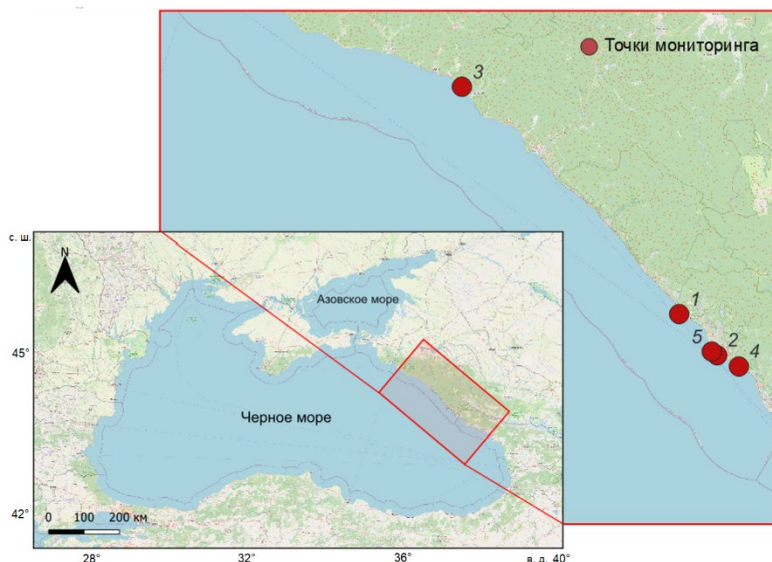 Точки мониторинга
3
1
5 2 4
с. ш.
N
Азовское море
45°
Черное море
42°
0 100 200 км
28° 32° 36° в. д. 40°